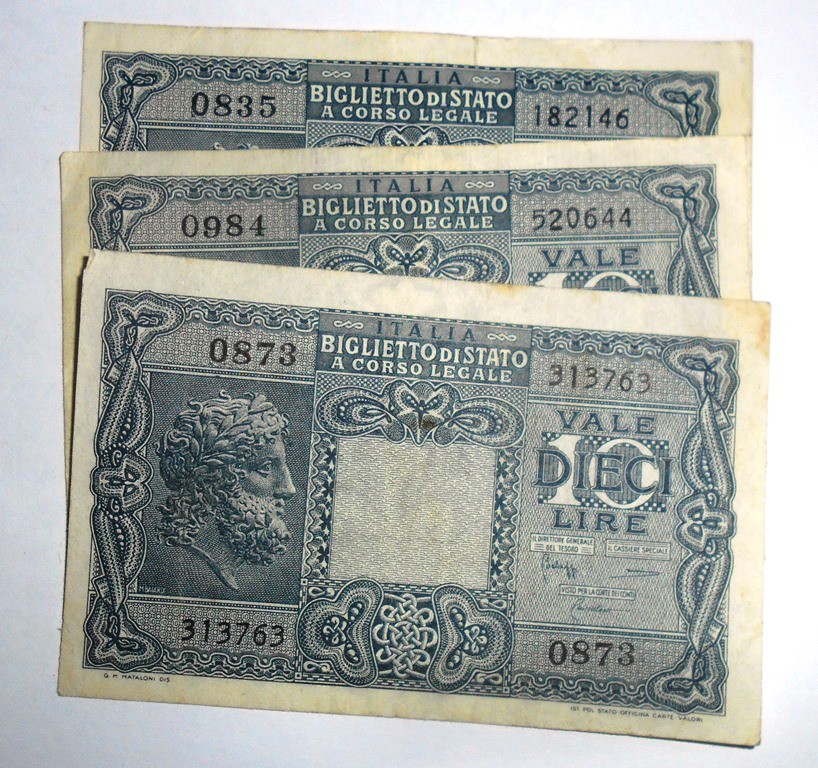 ITALIA
0835 BIGLIETTO DI STATO 182146
A CORSO LEGALE
ITALIA
0984 BIGLIETTO DI STATO 520644
A CORSO LEGALE
VALE
10
ITALIA
0873 BIGLIETTO DI STATO 313763
A CORSO LEGALE
VALE
10
DIECI
LIRE
IL DIRETTORE GENERALE
DEL TESORO
IL CASSIERE SPECIALE
VISTO PER LA CORTE DEI CONTI
313763
0873
G. M. MATALONI DIS.
IST. POL. STATO OFFICINA CARTE-VALORI